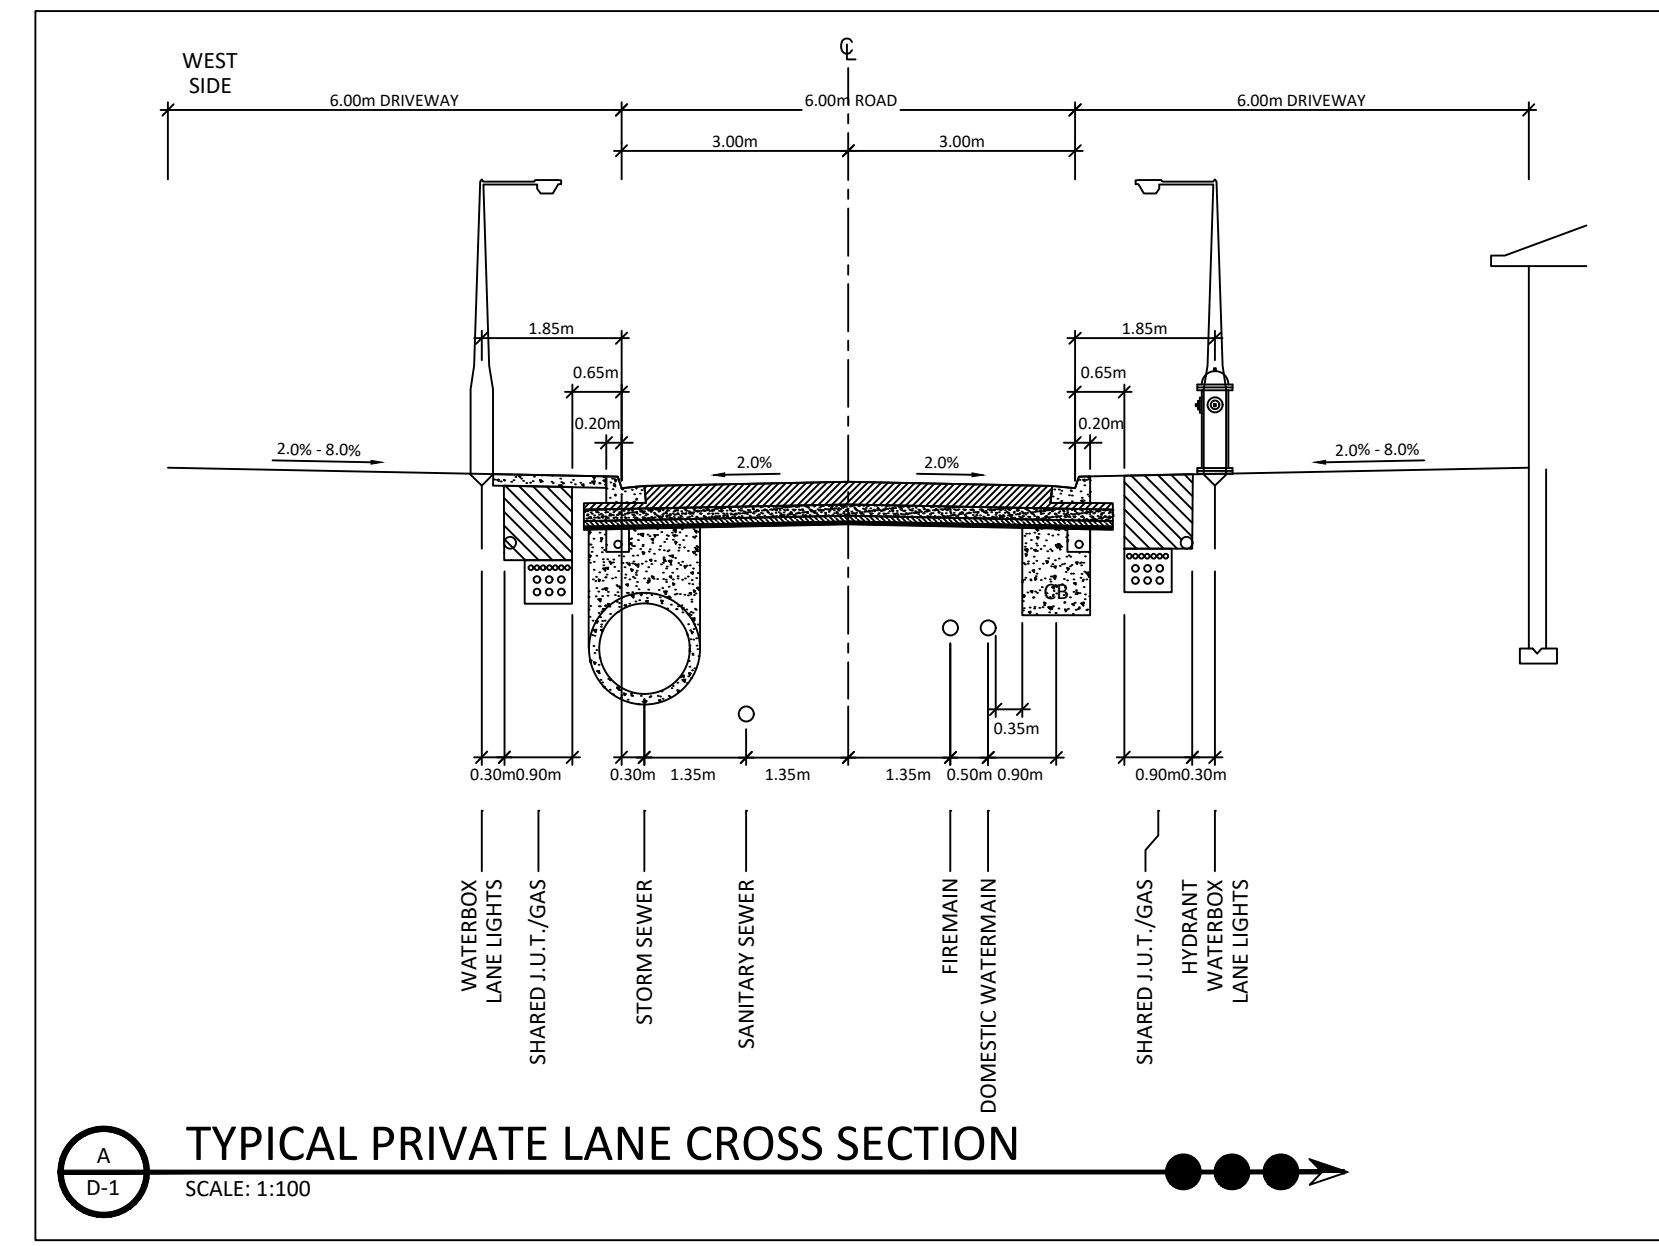 WEST
SIDE
℄
6.00m DRIVEWAY
6.00m ROAD
6.00m DRIVEWAY
3.00m
3.00m
1.85m
1.85m
0.65m
0.65m
0.20m
0.20m
2.0% - 8.0%
2.0%
2.0%
2.0% - 8.0%
CB
0.35m
0.30m
0.90m
0.30m
1.35m
1.35m
1.35m
0.50m
0.90m
0.90m
0.30m
WATERBOX
LANE LIGHTS
SHARED J.U.T./GAS
STORM SEWER
SANITARY SEWER
FIREMAIN
DOMESTIC WATERMAIN
SHARED J.U.T./GAS
HYDRANT
WATERBOX
LANE LIGHTS
A
D-1
TYPICAL PRIVATE LANE CROSS SECTION
SCALE: 1:100